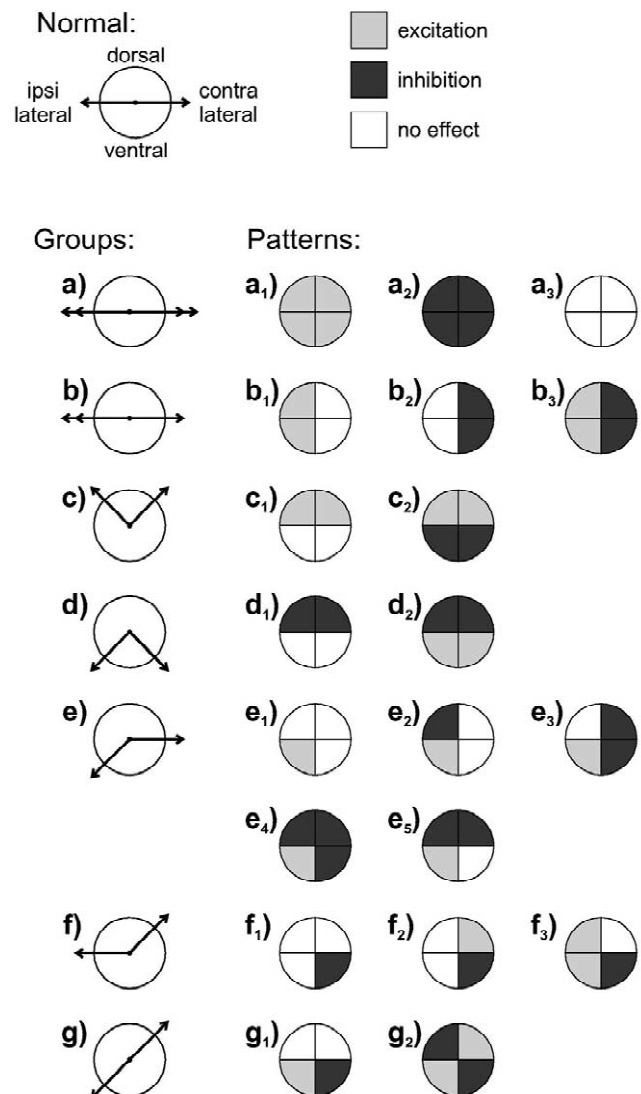 Normal:
dorsal
ipsi lateral
contra lateral
ventral
excitation
inhibition
no effect
Groups:
Patterns:
a)
a1)
a2)
a3)
b)
b1)
b2)
b3)
c)
c1)
c2)
d)
d1)
d2)
e)
e1)
e2)
e3)
e4)
e5)
f)
f1)
f2)
f3)
g)
g1)
g2)